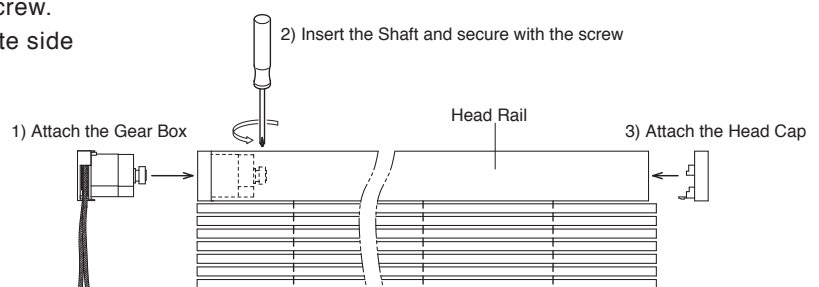 te side
2) Insert the Shaft and secure with the screw
Head Rail
1) Attach the Gear Box
3) Attach the Head Cap